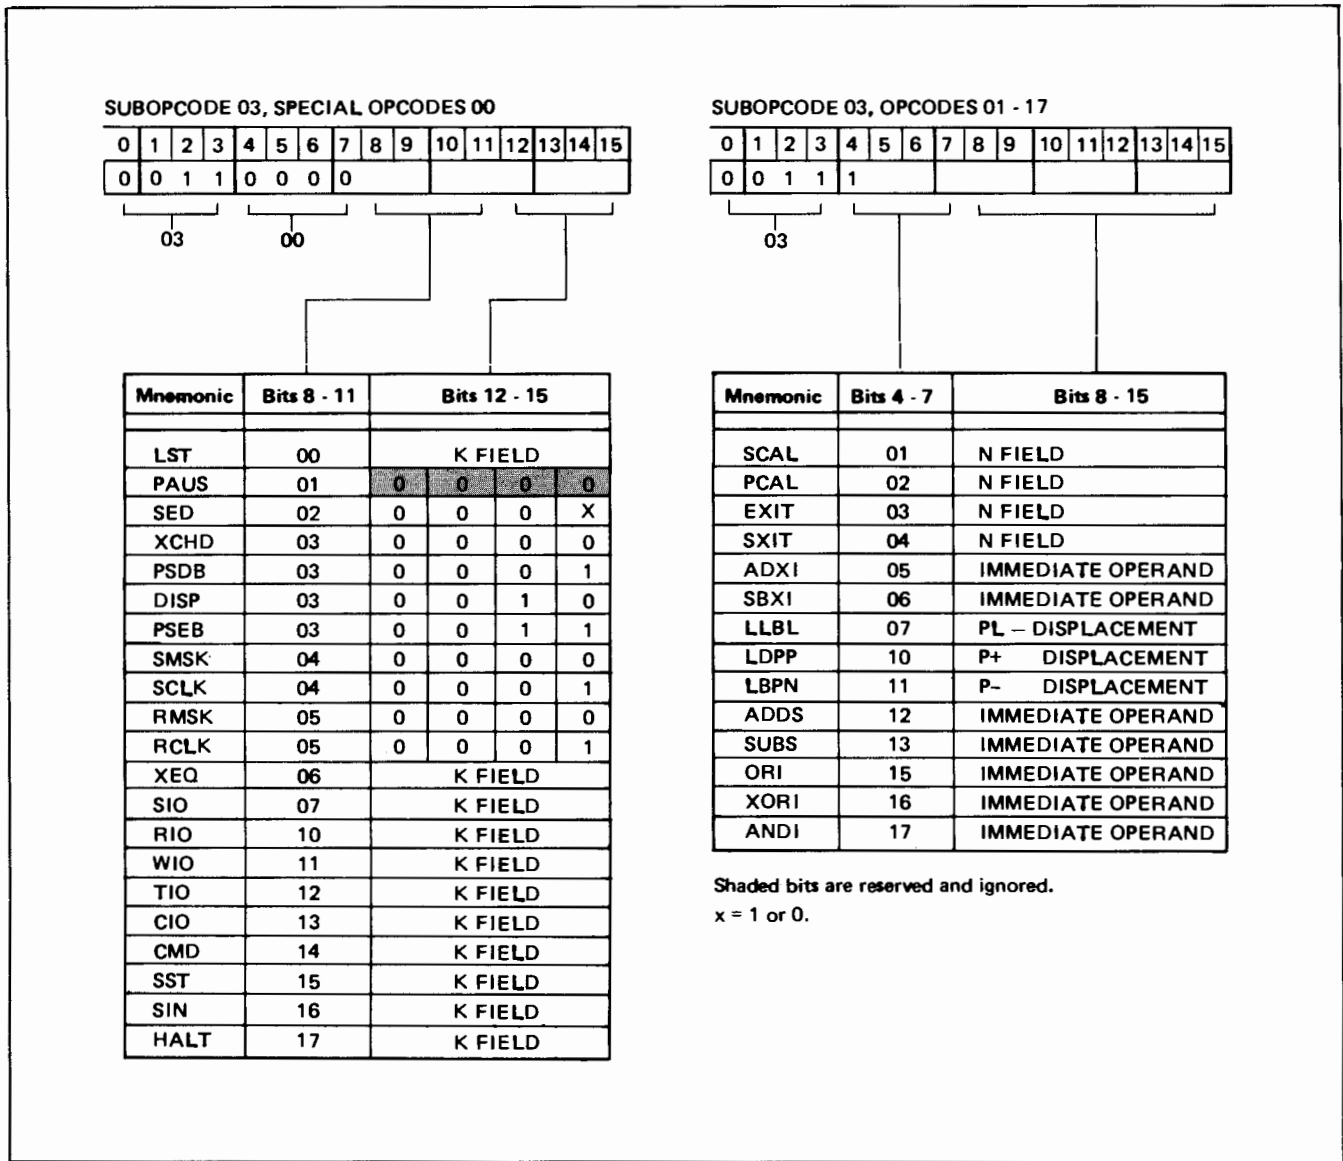 SUBOPCODE 03, SPECIAL OPCODES 00
0 1 2 3 4 5 6 7 8 9 10 11 12 13 14 15
0 0 1 1 0 0 0 0
03 00
Mnemonic Bits 8 - 11 Bits 12 - 15
LST 00 K FIELD
PAUS 01 0 0 0 0
SED 02 0 0 0 X
XCHD 03 0 0 0 0
PSDB 03 0 0 0 1
DISP 03 0 0 1 0
PSEB 03 0 0 1 1
SMSK 04 0 0 0 0
SCLK 04 0 0 0 1
RMSK 05 0 0 0 0
RCLK 05 0 0 0 1
XEQ 06 K FIELD
SIO 07 K FIELD
RIO 10 K FIELD
WIO 11 K FIELD
TIO 12 K FIELD
CIO 13 K FIELD
CMD 14 K FIELD
SST 15 K FIELD
SIN 16 K FIELD
HALT 17 K FIELD
SUBOPCODE 03, OPCODES 01 - 17
0 1 2 3 4 5 6 7 8 9 10 11 12 13 14 15
0 0 1 1 1
03
Mnemonic Bits 4 - 7 Bits 8 - 15
SCAL 01 N FIELD
PCAL 02 N FIELD
EXIT 03 N FIELD
SXIT 04 N FIELD
ADXI 05 IMMEDIATE OPERAND
SBXI 06 IMMEDIATE OPERAND
LLBL 07 PL – DISPLACEMENT
LDPP 10 P+ DISPLACEMENT
LBPN 11 P– DISPLACEMENT
ADDS 12 IMMEDIATE OPERAND
SUBS 13 IMMEDIATE OPERAND
ORI 15 IMMEDIATE OPERAND
XORI 16 IMMEDIATE OPERAND
ANDI 17 IMMEDIATE OPERAND
Shaded bits are reserved and ignored.
x = 1 or 0.